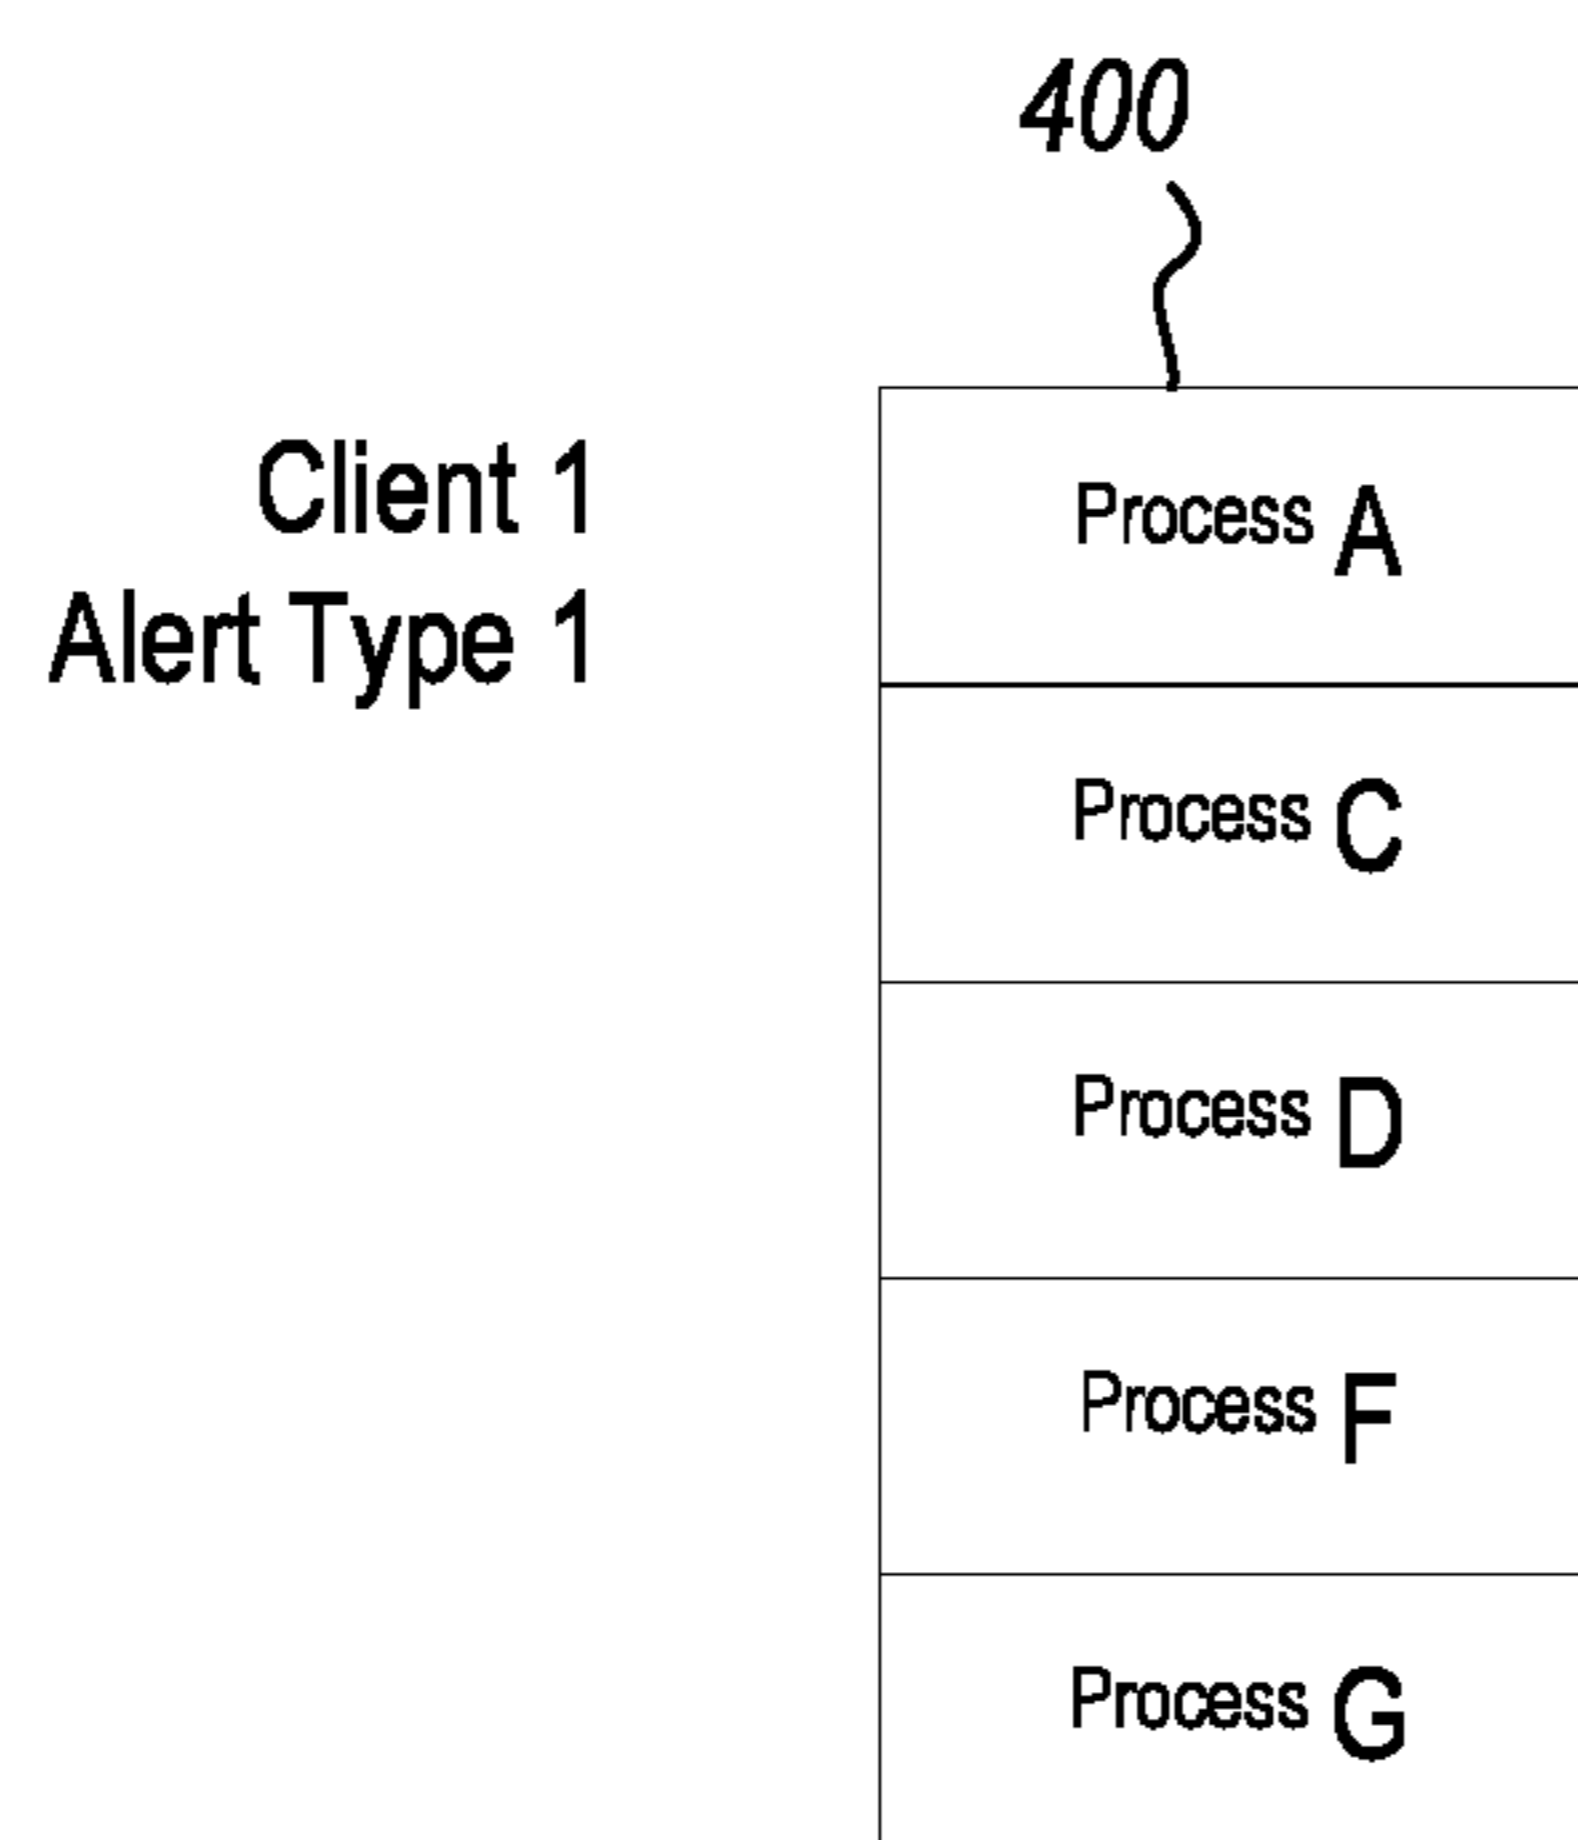 400
Client 1
Alert Type 1
Process A
Process C
Process D
Process F
Process G